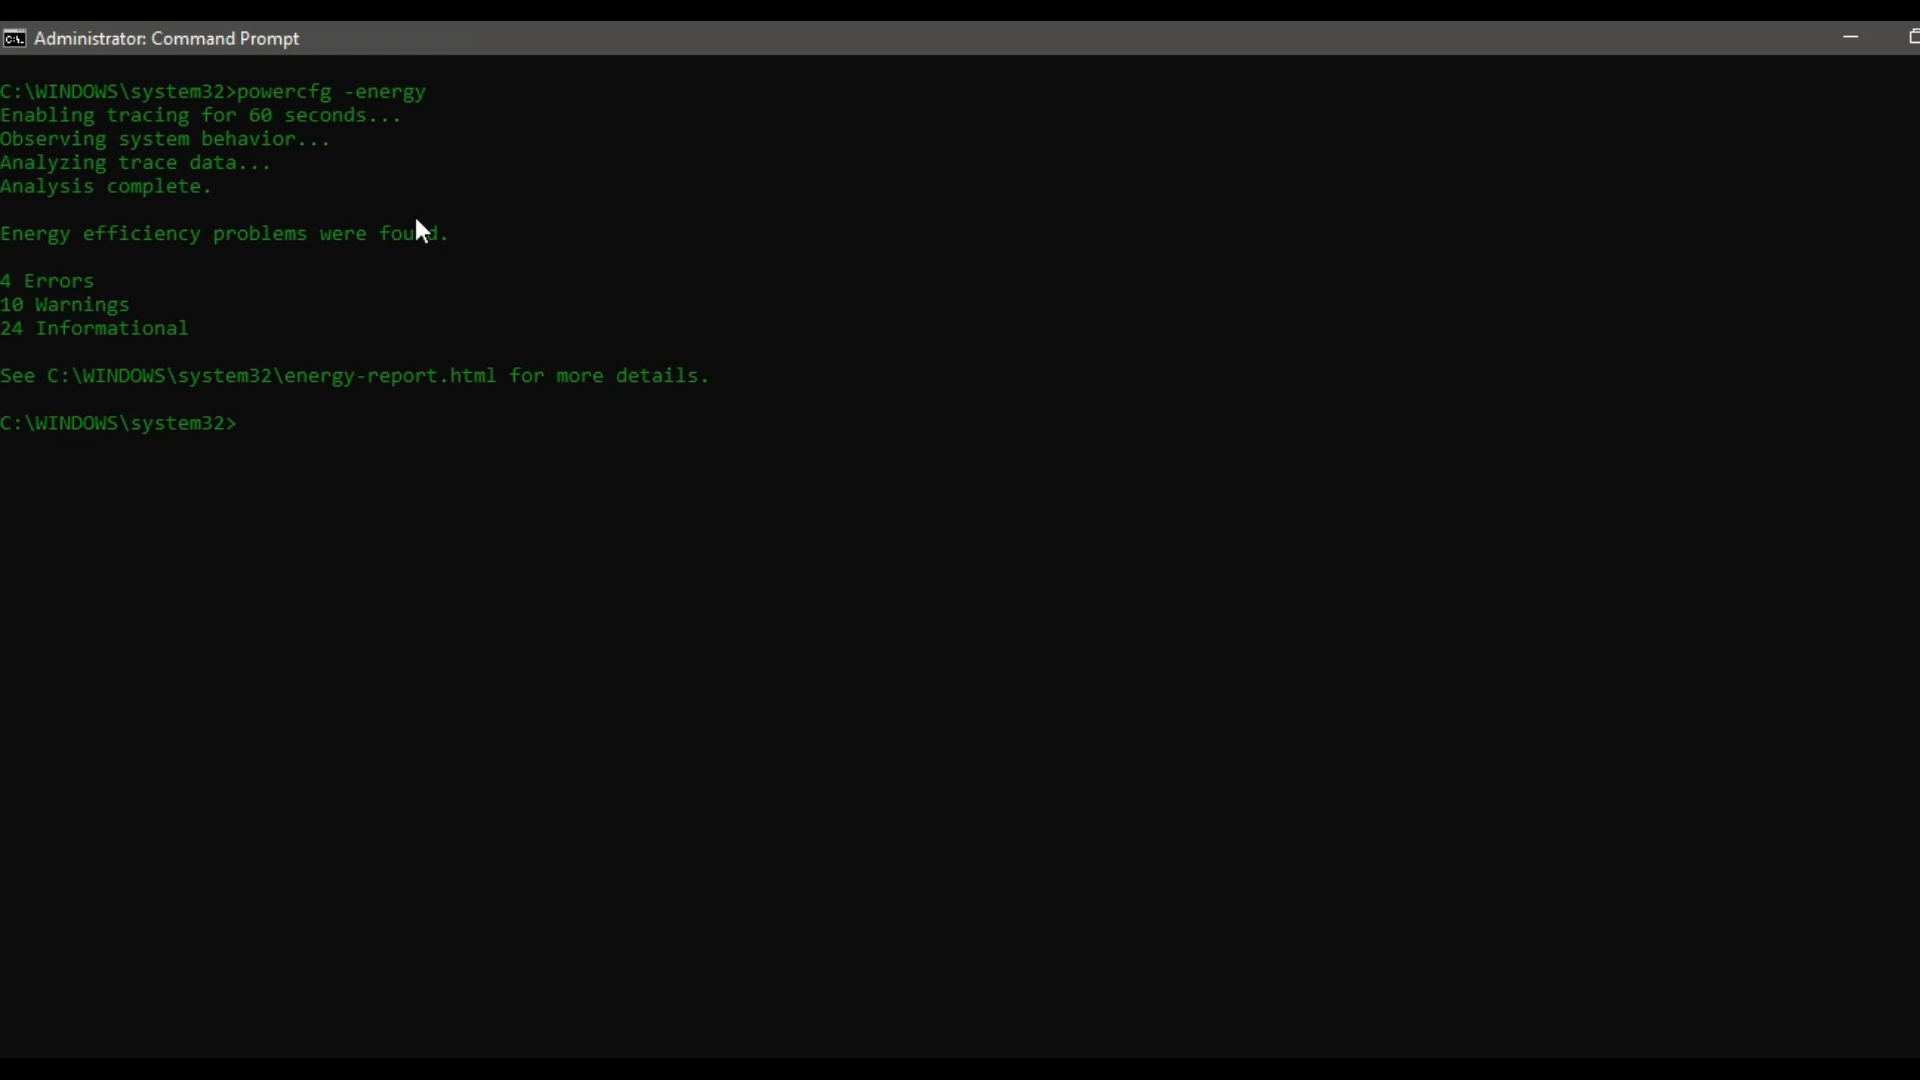 Administrator: Command Prompt
C:\WINDOWS\system32>powercfg -energy
Enabling tracing for 60 seconds...
Observing system behavior...
Analyzing trace data...
Analysis complete.
Energy efficiency problems were found.
4 Errors
10 Warnings
24 Informational
See C:\WINDOWS\system32\energy-report.html for more details.
C:\WINDOWS\system32>